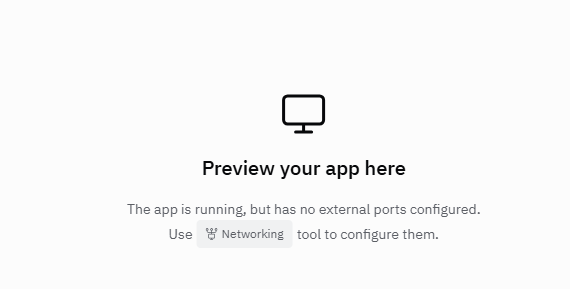 Preview your app here
The app is running, but has no external ports configured.
Use Networking tool to configure them.